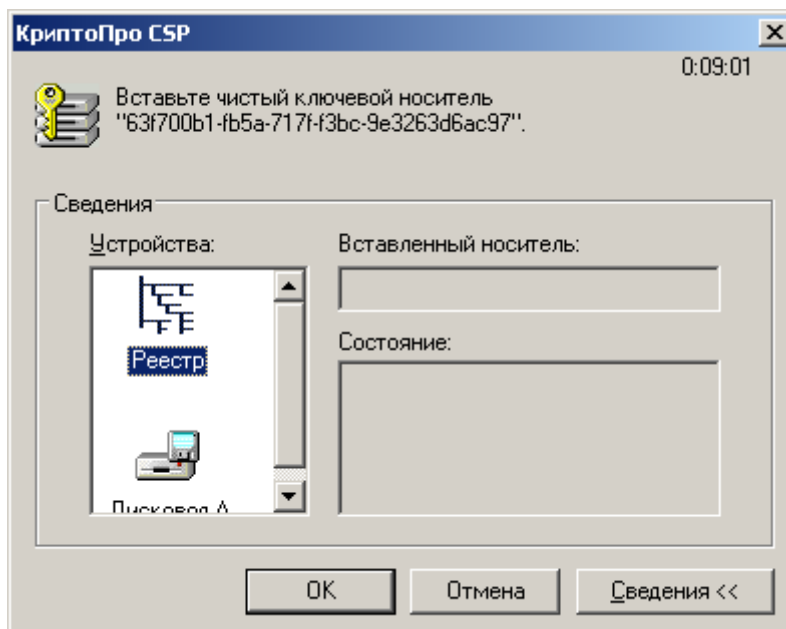 КриптоПро CSP
0:09:01
Вставьте чистый ключевой носитель
"63f700b1-fb5a-717f-f3bc-9e3263d6ac97".
Сведения
Устройства:
Вставленный носитель:
Реестр
Состояние:
Дисковод A
OK
Отмена
Сведения <<